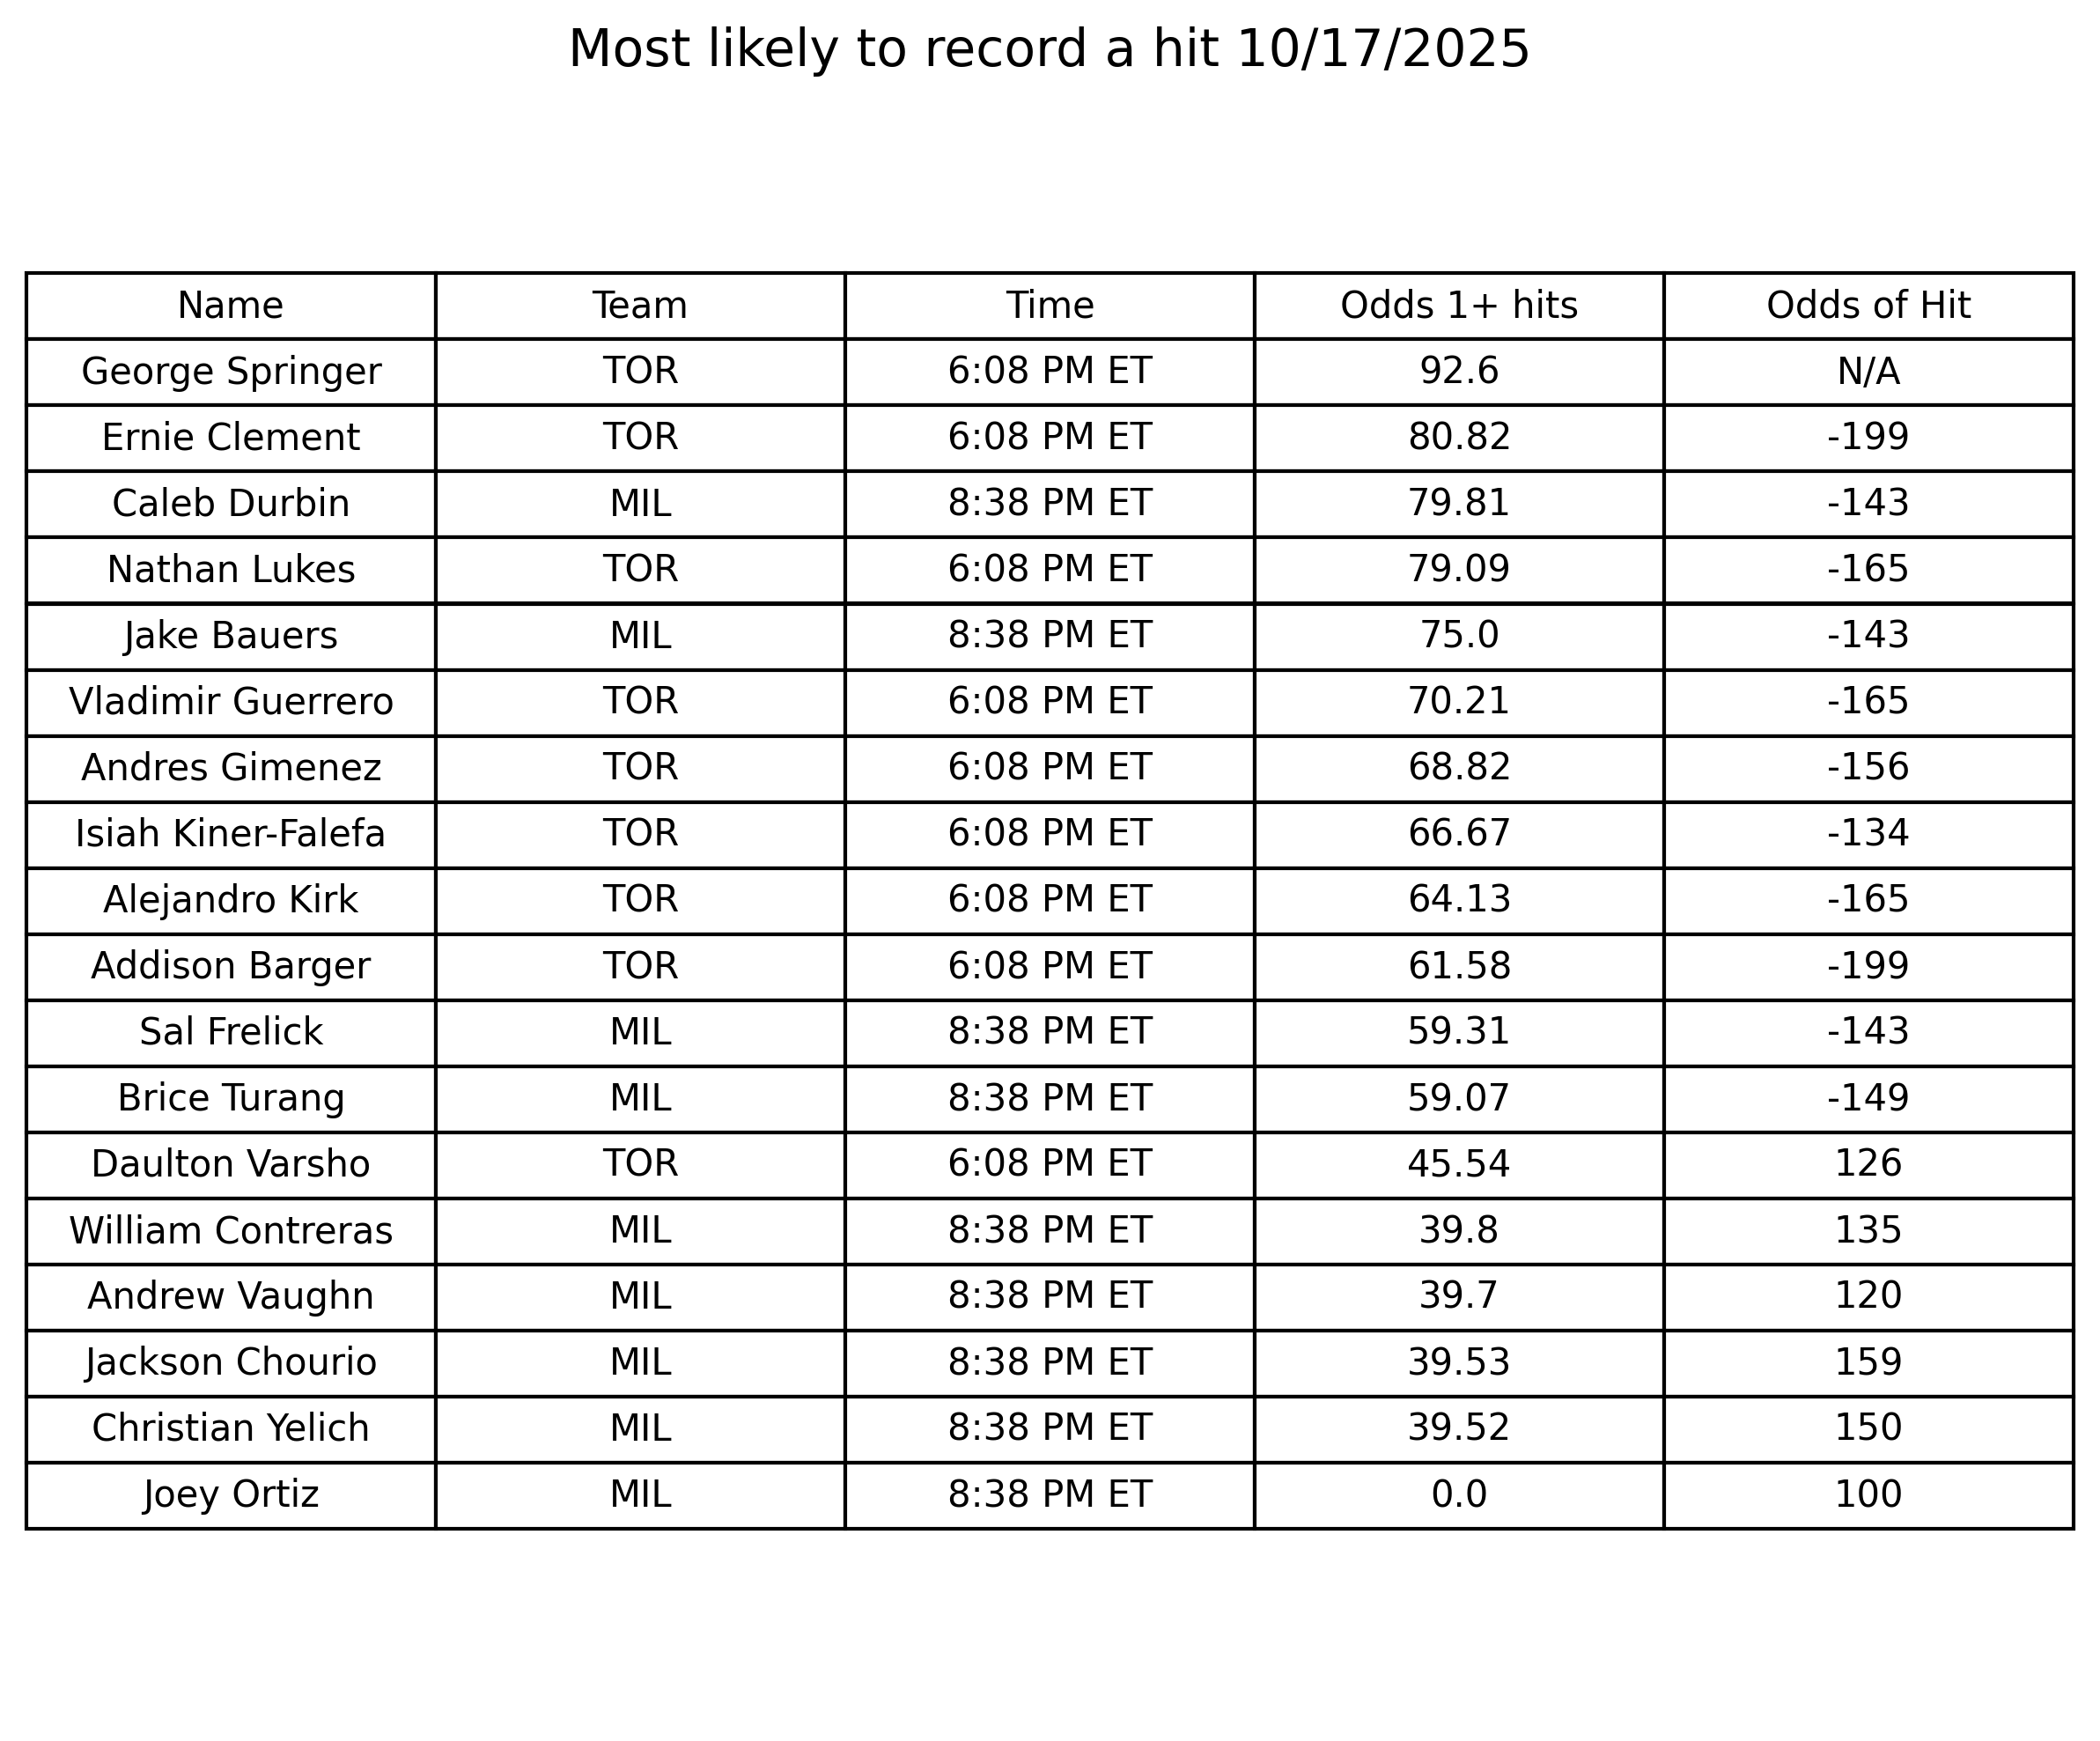 Most likely to record a hit 10/17/2025
Name Team Time Odds 1+ hits Odds of Hit
George Springer TOR 6:08 PM ET 92.6 N/A
Ernie Clement TOR 6:08 PM ET 80.82 -199
Caleb Durbin MIL 8:38 PM ET 79.81 -143
Nathan Lukes TOR 6:08 PM ET 79.09 -165
Jake Bauers MIL 8:38 PM ET 75.0 -143
Vladimir Guerrero TOR 6:08 PM ET 70.21 -165
Andres Gimenez TOR 6:08 PM ET 68.82 -156
Isiah Kiner-Falefa TOR 6:08 PM ET 66.67 -134
Alejandro Kirk TOR 6:08 PM ET 64.13 -165
Addison Barger TOR 6:08 PM ET 61.58 -199
Sal Frelick MIL 8:38 PM ET 59.31 -143
Brice Turang MIL 8:38 PM ET 59.07 -149
Daulton Varsho TOR 6:08 PM ET 45.54 126
William Contreras MIL 8:38 PM ET 39.8 135
Andrew Vaughn MIL 8:38 PM ET 39.7 120
Jackson Chourio MIL 8:38 PM ET 39.53 159
Christian Yelich MIL 8:38 PM ET 39.52 150
Joey Ortiz MIL 8:38 PM ET 0.0 100